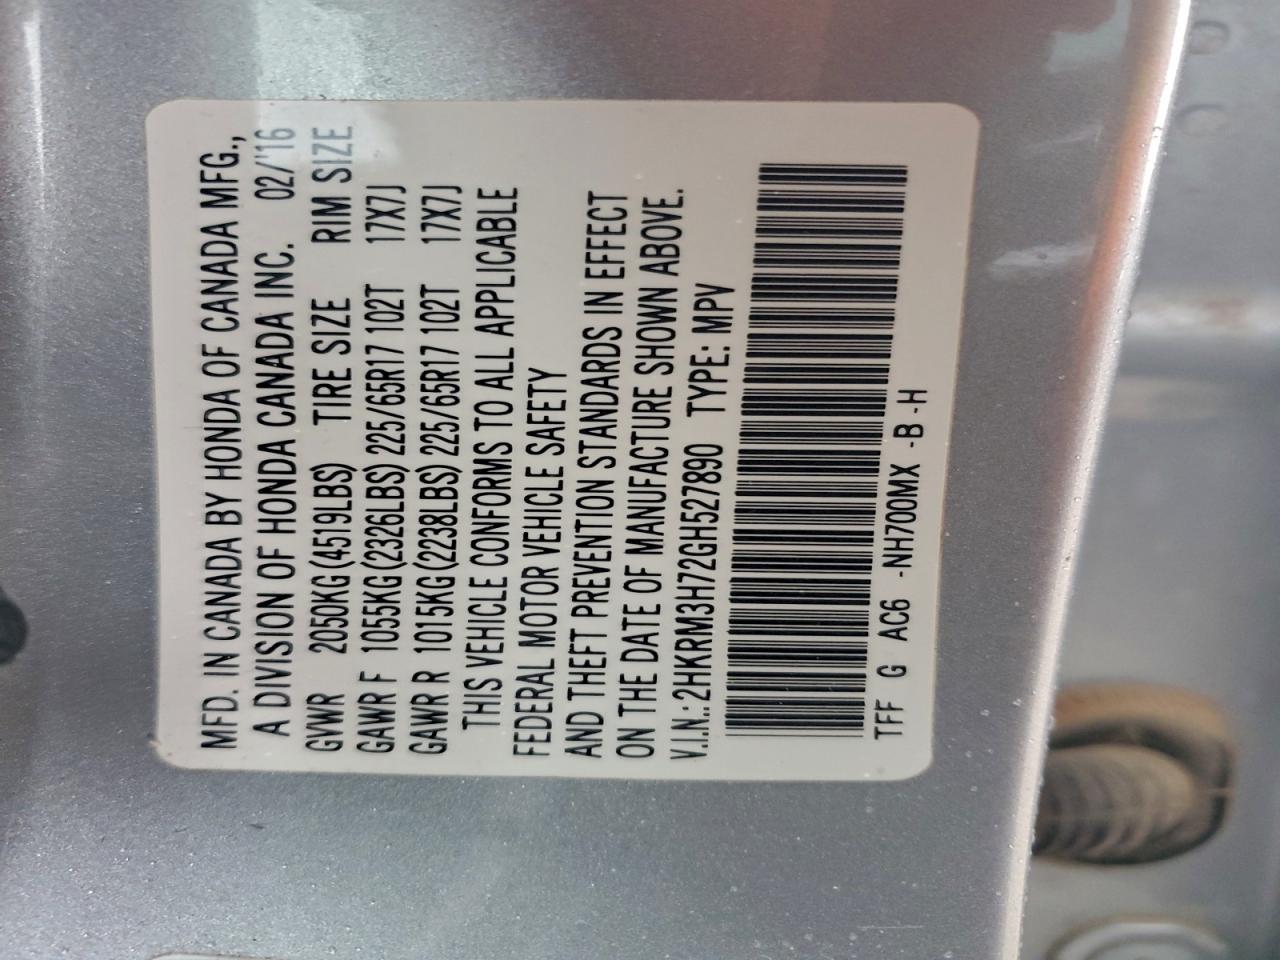 MFD. IN CANADA BY HONDA OF CANADA MFG.,
A DIVISION OF HONDA CANADA INC. 02/'16
GVWR 2050KG(4519LBS) TIRE SIZE RIM SIZE
GAWR F 1055KG(2326LBS) 225/65R17 102T 17X7J
GAWR R 1015KG(2238LBS) 225/65R17 102T 17X7J
THIS VEHICLE CONFORMS TO ALL APPLICABLE
FEDERAL MOTOR VEHICLE SAFETY
AND THEFT PREVENTION STANDARDS IN EFFECT
ON THE DATE OF MANUFACTURE SHOWN ABOVE.
V.I.N.:2HKRM3H72GH527890 TYPE: MPV
TFF G AC6 -NH700MX -B-H